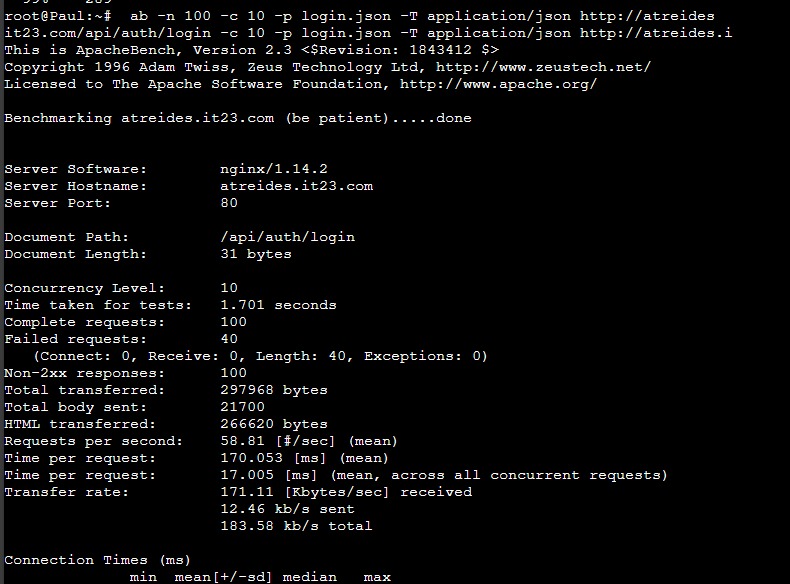 root@Paul:~#  ab -n 100 -c 10 -p login.json -T application/json http://atreides
it23.com/api/auth/login -c 10 -p login.json -T application/json http://atreides.i
This is ApacheBench, Version 2.3 <$Revision: 1843412 $>
Copyright 1996 Adam Twiss, Zeus Technology Ltd, http://www.zeustech.net/
Licensed to The Apache Software Foundation, http://www.apache.org/

Benchmarking atreides.it23.com (be patient).....done


Server Software:        nginx/1.14.2
Server Hostname:        atreides.it23.com
Server Port:            80

Document Path:          /api/auth/login
Document Length:        31 bytes

Concurrency Level:      10
Time taken for tests:   1.701 seconds
Complete requests:      100
Failed requests:        40
   (Connect: 0, Receive: 0, Length: 40, Exceptions: 0)
Non-2xx responses:      100
Total transferred:      297968 bytes
Total body sent:        21700
HTML transferred:       266620 bytes
Requests per second:    58.81 [#/sec] (mean)
Time per request:       170.053 [ms] (mean)
Time per request:       17.005 [ms] (mean, across all concurrent requests)
Transfer rate:          171.11 [Kbytes/sec] received
                        12.46 kb/s sent
                        183.58 kb/s total

Connection Times (ms)
              min  mean[+/-sd] median   max